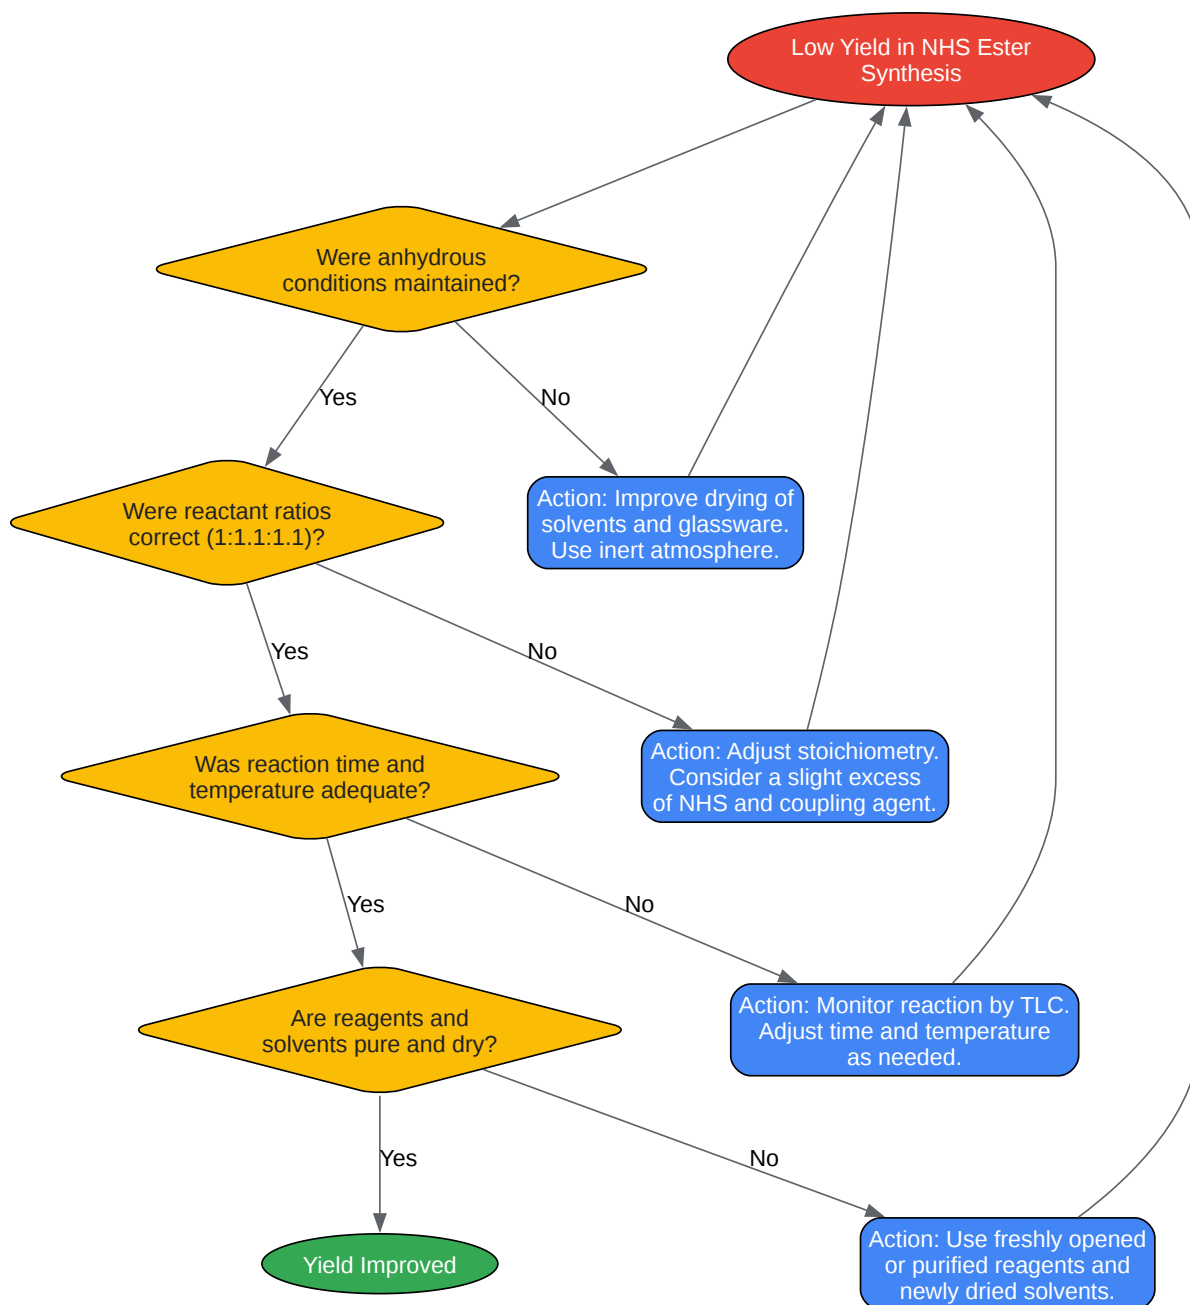 Low Yield in NHS Ester
Synthesis
Were anhydrous
conditions maintained?
Yes
No
Were reactant ratios
correct (1:1.1:1.1)?
Action: Improve drying of
solvents and glassware.
Use inert atmosphere.
Yes
No
Was reaction time and
temperature adequate?
Action: Adjust stoichiometry.
Consider a slight excess
of NHS and coupling agent.
Yes
No
Are reagents and
solvents pure and dry?
Action: Monitor reaction by TLC.
Adjust time and temperature
as needed.
Yes
No
Yield Improved
Action: Use freshly opened
or purified reagents and
newly dried solvents.